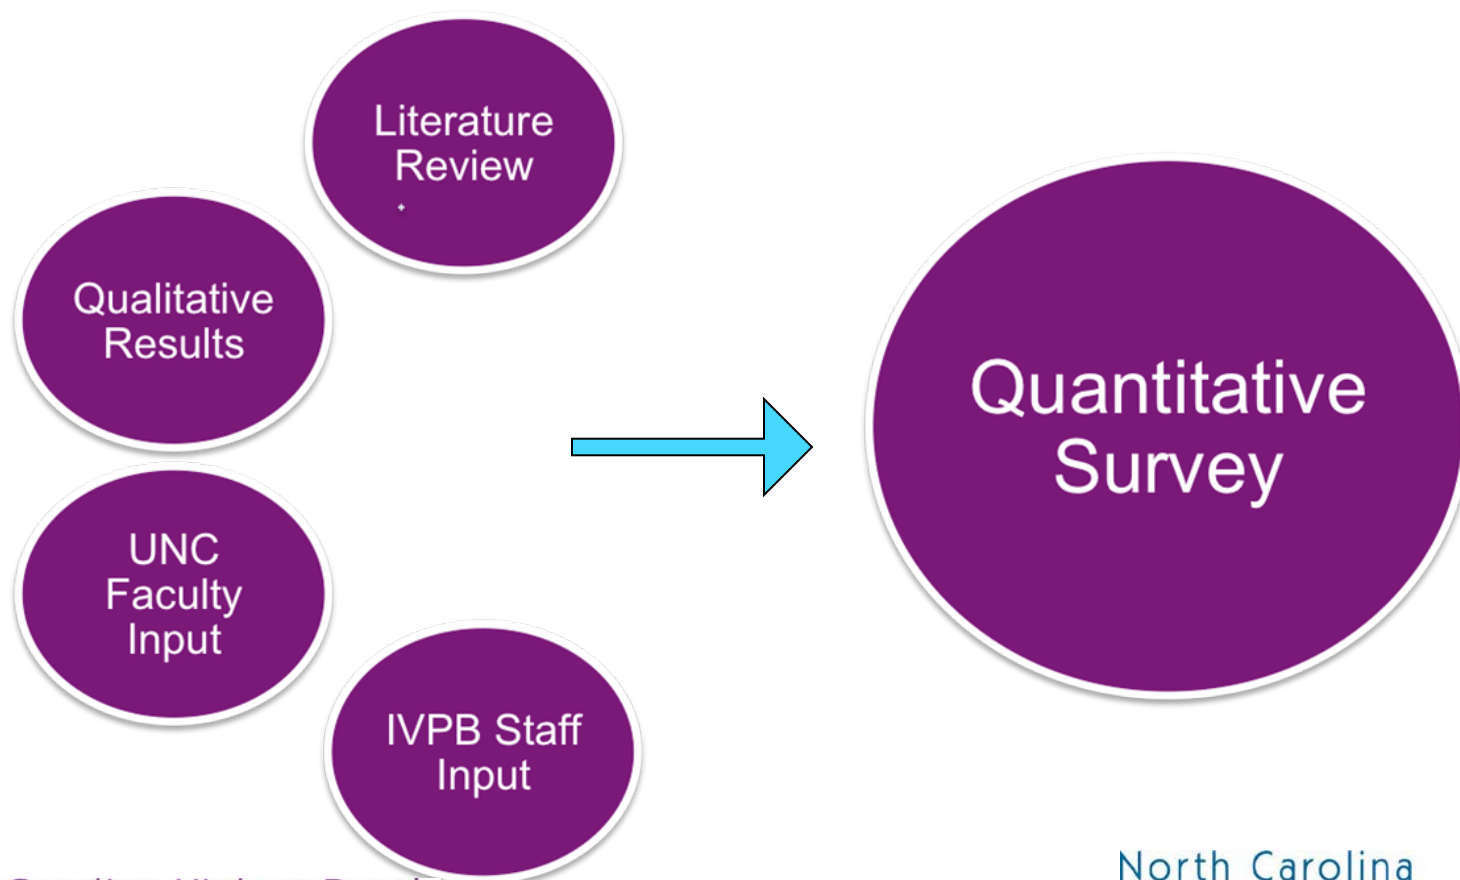 Literature
Review
Qualitative
Results
UNC
Faculty
Input
IVPB Staff
Input
Quantitative
Survey
North Carolina